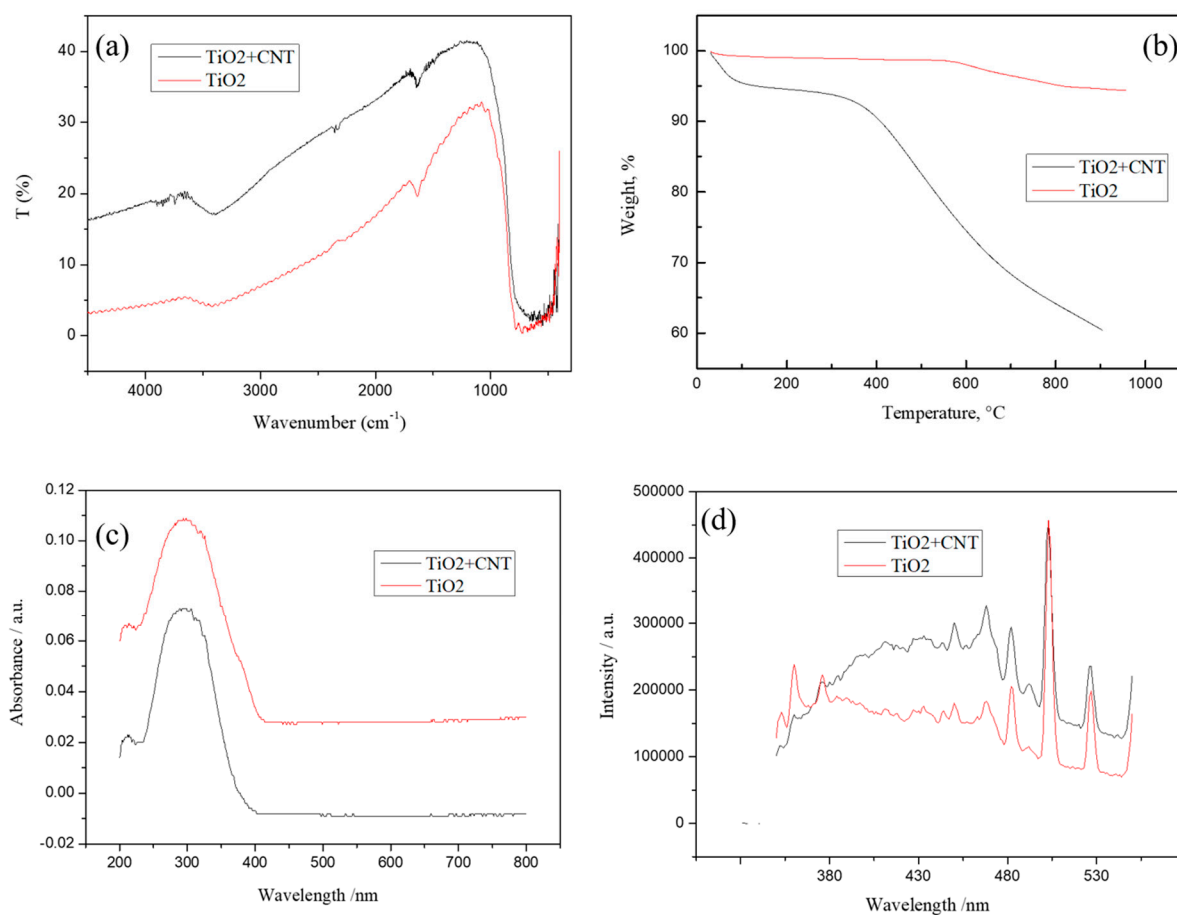 (a)
TiO2+CNT
TiO2
40
30
20
10
0
T (%)
4000
3000
2000
1000
0
Wavenumber (cm⁻¹)
(b)
100
90
80
70
60
Weight, %
TiO2+CNT
TiO2
0
200
400
600
800
1000
Temperature, °C
(c)
0.12
0.10
0.08
0.06
0.04
0.02
0.00
-0.02
Absorbance / a.u.
TiO2+CNT
TiO2
200
300
400
500
600
700
800
Wavelength /nm
(d)
500000
400000
300000
200000
100000
0
Intensity / a.u.
TiO2+CNT
TiO2
380
430
480
530
Wavelength /nm